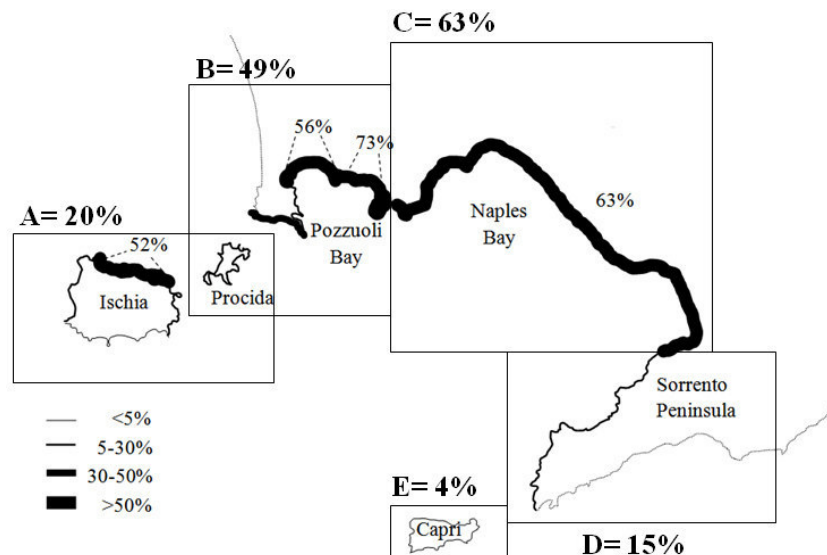 C= 63%
B= 49%
56%
73%
63%
Naples
Bay
A= 20%
Pozzuoli
Bay
52%
Ischia
Procida
Sorrento
Peninsula
<5%
5-30%
30-50%
>50%
E= 4%
Capri
D= 15%